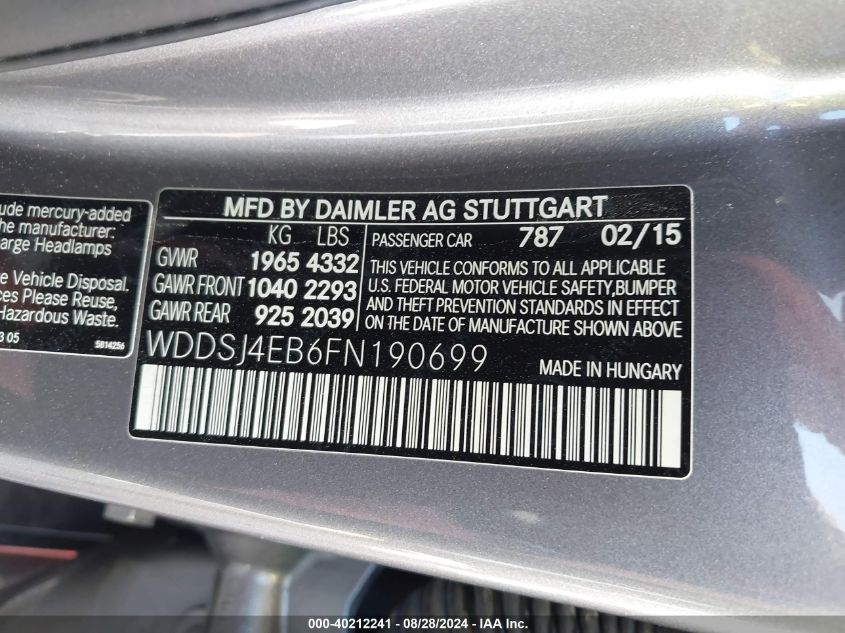 ude mercury-added
he manufacturer:
arge Headlamps
e Vehicle Disposal.
ces Please Reuse,
Hazardous Waste.
3 05 5814256
MFD BY DAIMLER AG STUTTGART
KG LBS
GVWR 1965 4332
GAWR FRONT 1040 2293
GAWR REAR 925 2039
PASSENGER CAR 787 02/15
THIS VEHICLE CONFORMS TO ALL APPLICABLE
U.S. FEDERAL MOTOR VEHICLE SAFETY,BUMPER
AND THEFT PREVENTION STANDARDS IN EFFECT
ON THE DATE OF MANUFACTURE SHOWN ABOVE
WDDSJ4EB6FN190699
MADE IN HUNGARY
000-40212241 - 08/28/2024 - IAA Inc.